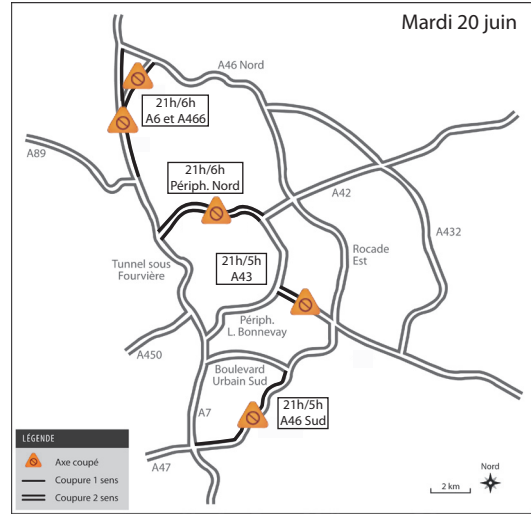 Mardi 20 juin
A46 Nord
21h/6h
A6 et A466
A89
21h/6h
Périph. Nord
A42
A432
Rocade
Est
Tunnel sous
Fourvière
21h/5h
A43
Périph.
L. Bonnevay
A450
Boulevard
Urbain Sud
A7
21h/5h
A46 Sud
A47
LÉGENDE
Axe coupé
Coupure 1 sens
Coupure 2 sens
Nord
2 km